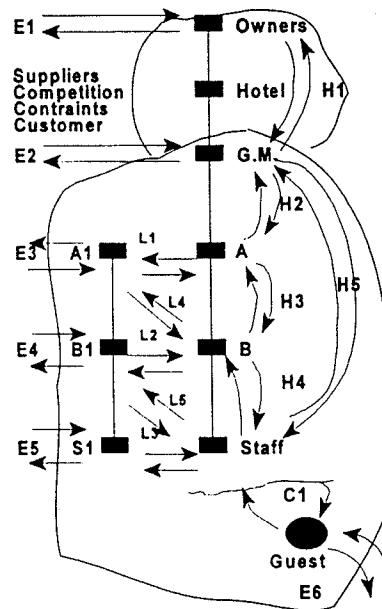 E1
Owners
Suppliers
Competition
Contraints
Customer
Hotel
H1
E2
G.M.
H2
E3
A1
L1
A
H5
L4
H3
E4
B1
L2
B
H4
L5
E5
S1
L3
Staff
C1
Guest
E6